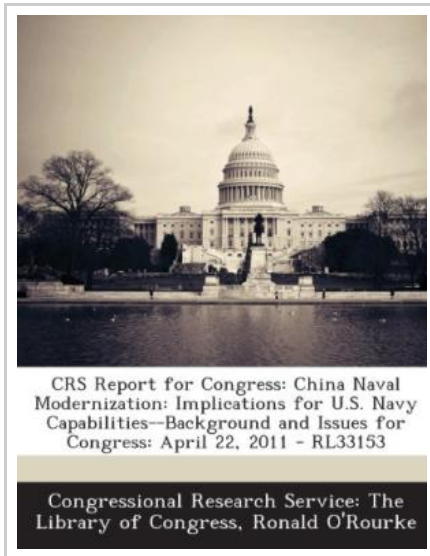 CRS Report for Congress: China Naval
Modernization: Implications for U.S. Navy
Capabilities--Background and Issues for
Congress: April 22, 2011 - RL33153
Congressional Research Service: The
Library of Congress, Ronald O'Rourke